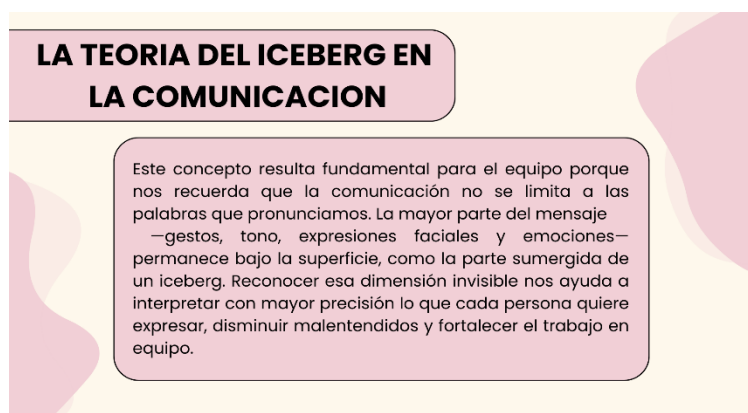 LA TEORIA DEL ICEBERG EN
LA COMUNICACION
Este concepto resulta fundamental para el equipo porque
nos recuerda que la comunicación no se limita a las
palabras que pronunciamos. La mayor parte del mensaje
—gestos, tono, expresiones faciales y emociones—
permanece bajo la superficie, como la parte sumergida de
un iceberg. Reconocer esa dimensión invisible nos ayuda a
interpretar con mayor precisión lo que cada persona quiere
expresar, disminuir malentendidos y fortalecer el trabajo en
equipo.